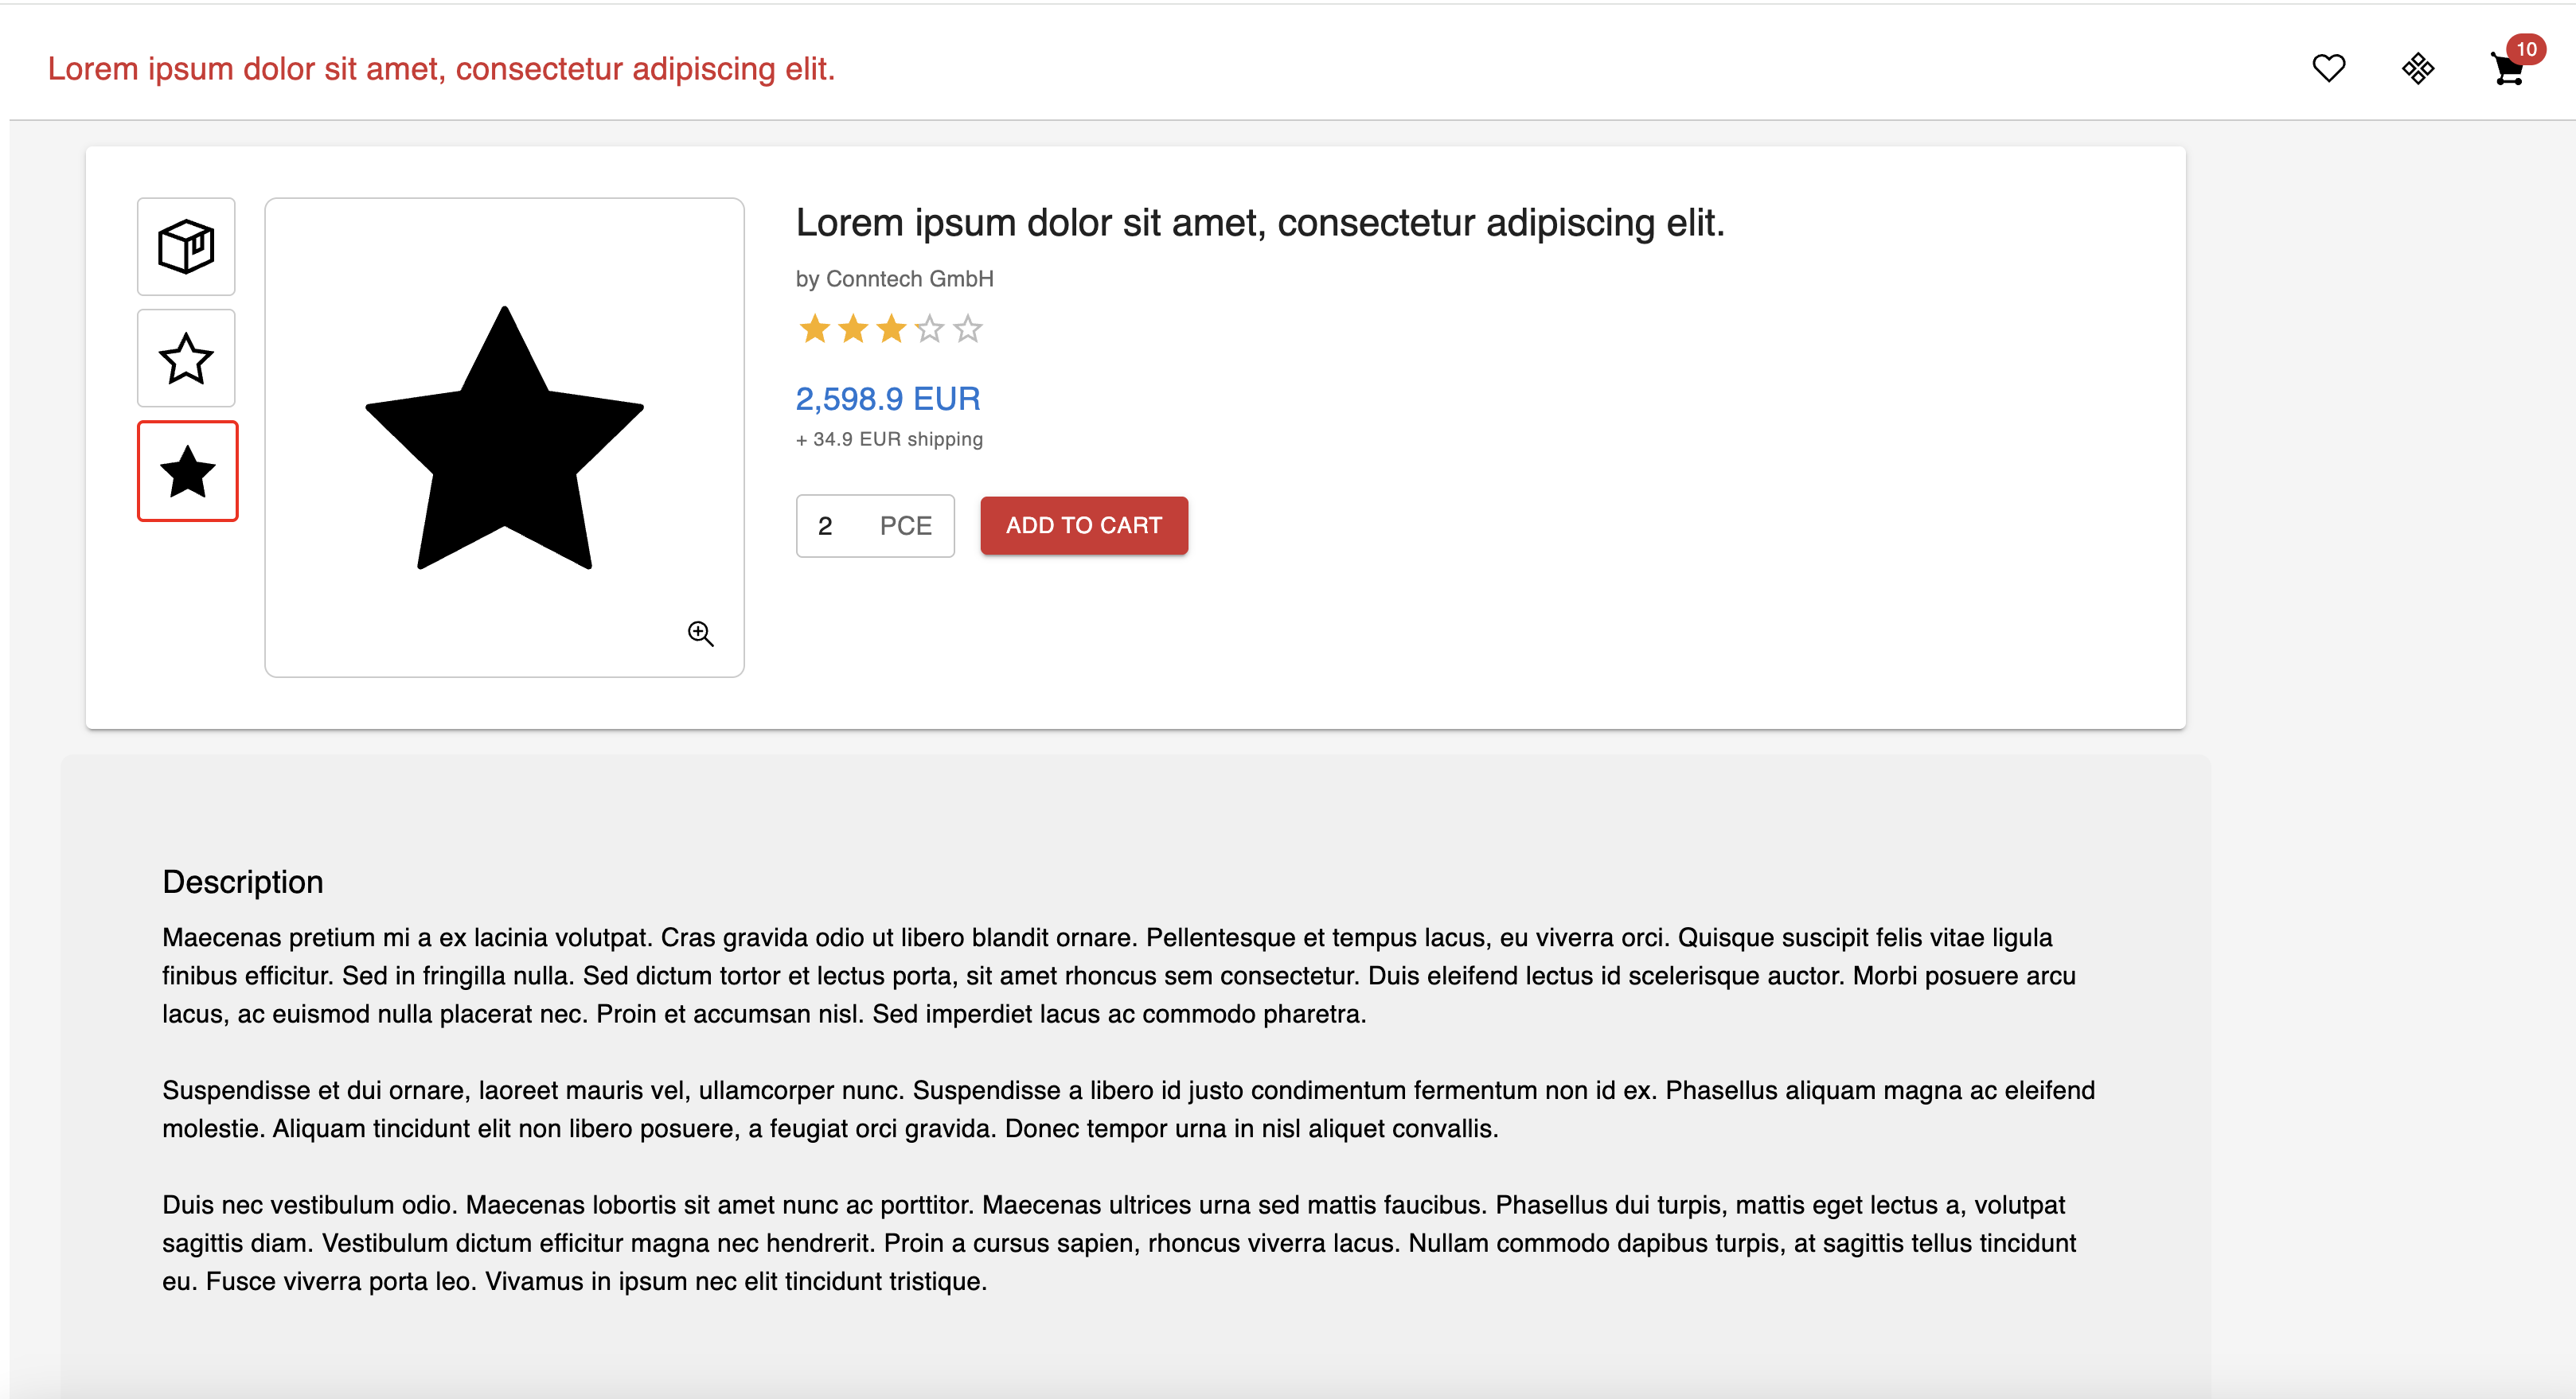 Lorem ipsum dolor sit amet, consectetur adipiscing elit.
10
Lorem ipsum dolor sit amet, consectetur adipiscing elit.
by Conntech GmbH
2,598.9 EUR
+ 34.9 EUR shipping
2 PCE
ADD TO CART
Description
Maecenas pretium mi a ex lacinia volutpat. Cras gravida odio ut libero blandit ornare. Pellentesque et tempus lacus, eu viverra orci. Quisque suscipit felis vitae ligula
finibus efficitur. Sed in fringilla nulla. Sed dictum tortor et lectus porta, sit amet rhoncus sem consectetur. Duis eleifend lectus id scelerisque auctor. Morbi posuere arcu
lacus, ac euismod nulla placerat nec. Proin et accumsan nisl. Sed imperdiet lacus ac commodo pharetra.
Suspendisse et dui ornare, laoreet mauris vel, ullamcorper nunc. Suspendisse a libero id justo condimentum fermentum non id ex. Phasellus aliquam magna ac eleifend
molestie. Aliquam tincidunt elit non libero posuere, a feugiat orci gravida. Donec tempor urna in nisl aliquet convallis.
Duis nec vestibulum odio. Maecenas lobortis sit amet nunc ac porttitor. Maecenas ultrices urna sed mattis faucibus. Phasellus dui turpis, mattis eget lectus a, volutpat
sagittis diam. Vestibulum dictum efficitur magna nec hendrerit. Proin a cursus sapien, rhoncus viverra lacus. Nullam commodo dapibus turpis, at sagittis tellus tincidunt
eu. Fusce viverra porta leo. Vivamus in ipsum nec elit tincidunt tristique.